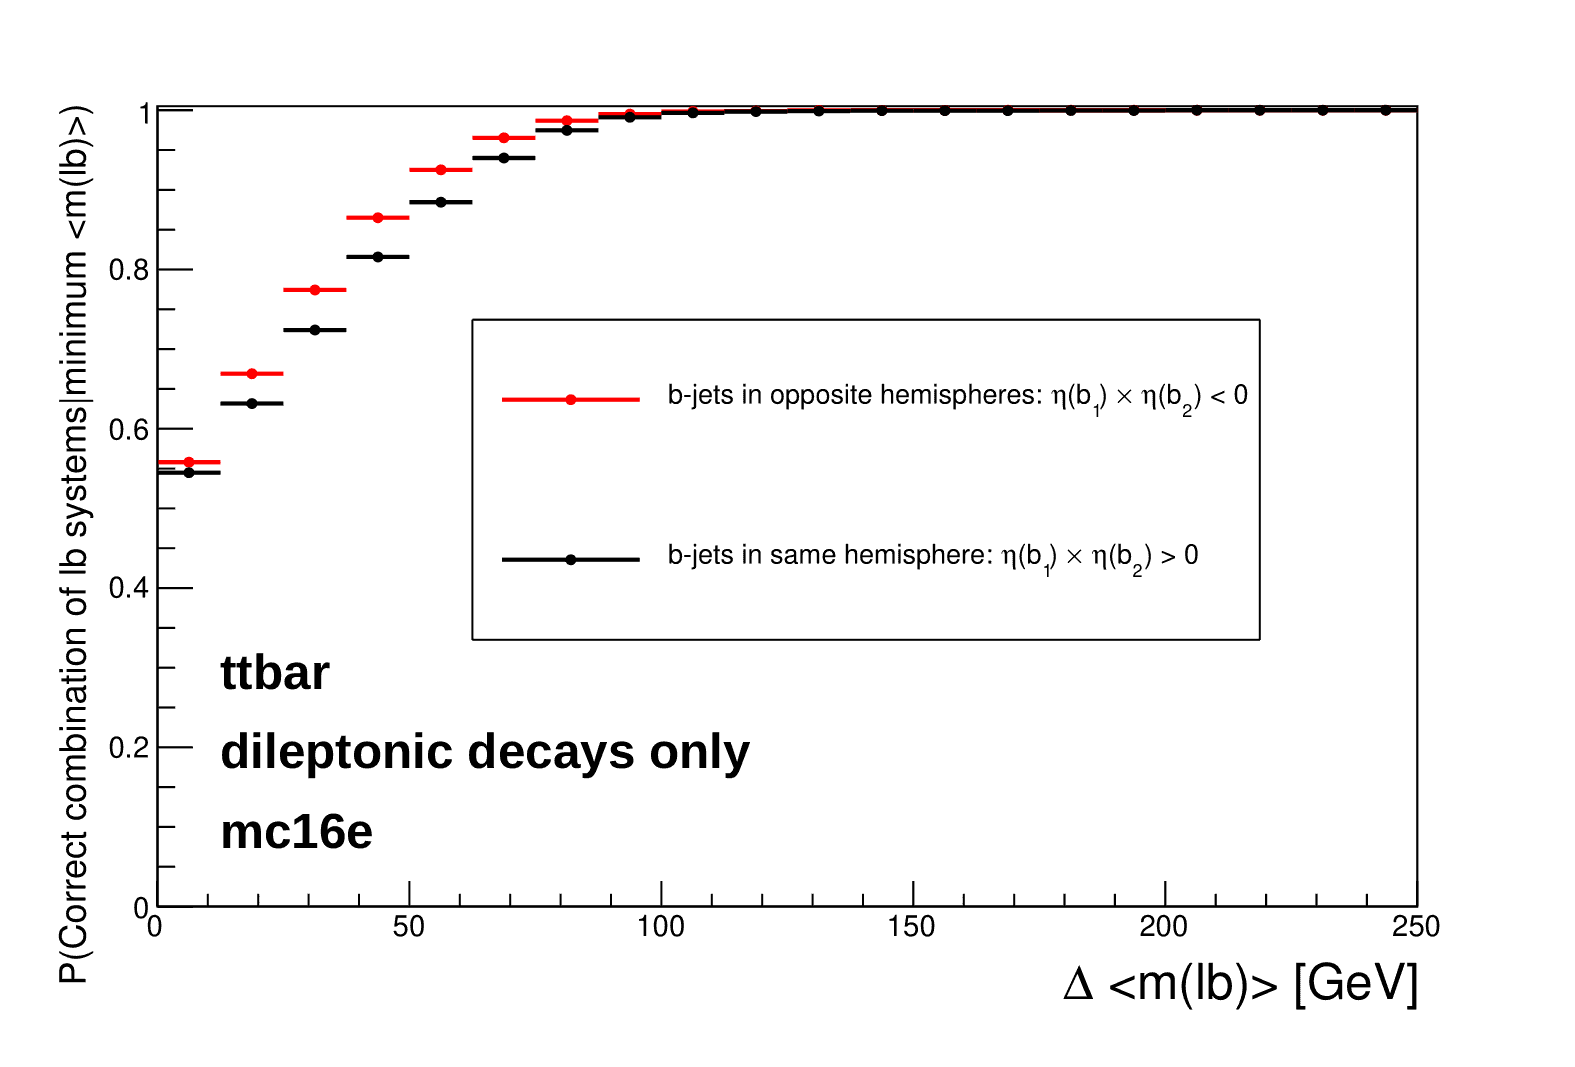 P(Correct combination of lb systems|minimum <m(lb)>)
1
0.8
0.6
0.4
0.2
0
b-jets in opposite hemispheres: η(b1) × η(b2) < 0
b-jets in same hemisphere: η(b1) × η(b2) > 0
ttbar
dileptonic decays only
mc16e
0 50 100 150 200 250
Δ <m(lb)> [GeV]